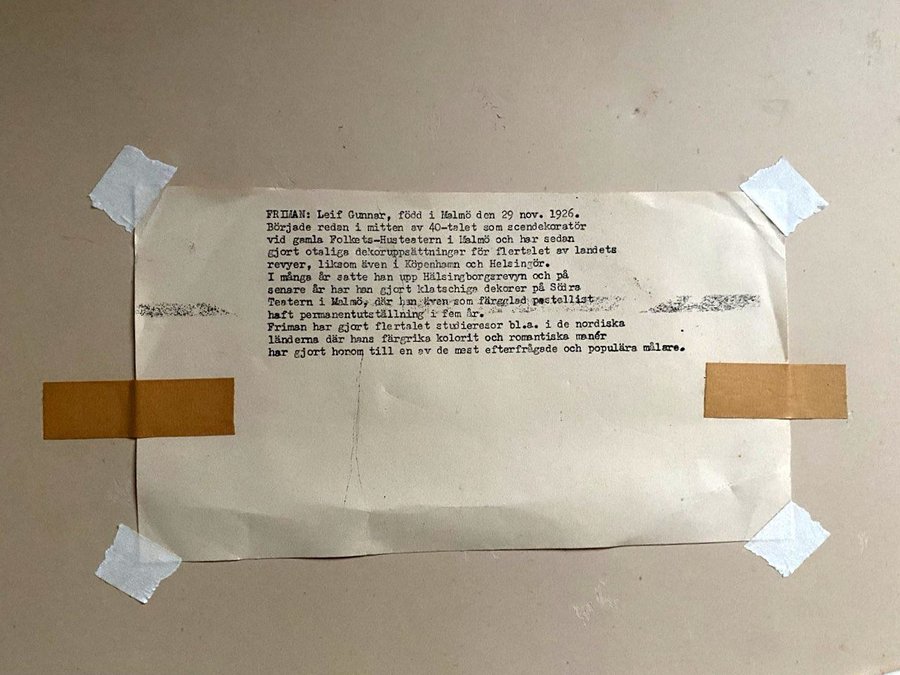 FRIMAN: Leif Gunnar, född i Malmö den 29 nov. 1926.
Började redan i mitten av 40-talet som scendekoratör
vid gamla Folkets-Husteatern i Malmö och har sedan
gjort otaliga dekoruppsättningar för flertalet av landets
revyer, liksom även i Köpenhamn och Helsingör.
I många år satte han upp Hälsingborgsrevyn och på
senare år har han gjort klatschiga dekorer på Södra
Teatern i Malmö, där han även som färgglad pastellist
haft permanentutställning i fem år.
Friman har gjort flertalet studieresor bl.a. i de nordiska
länderna där hans färgrika kolorit och romantiska manér
har gjort honom till en av de mest efterfrågade och populära målare.